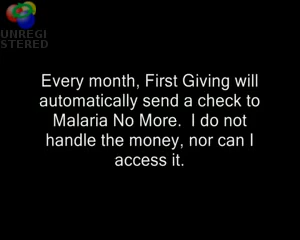 UNREGI
STERED
Every month, First Giving will
automatically send a check to
Malaria No More.  I do not
handle the money, nor can I
access it.